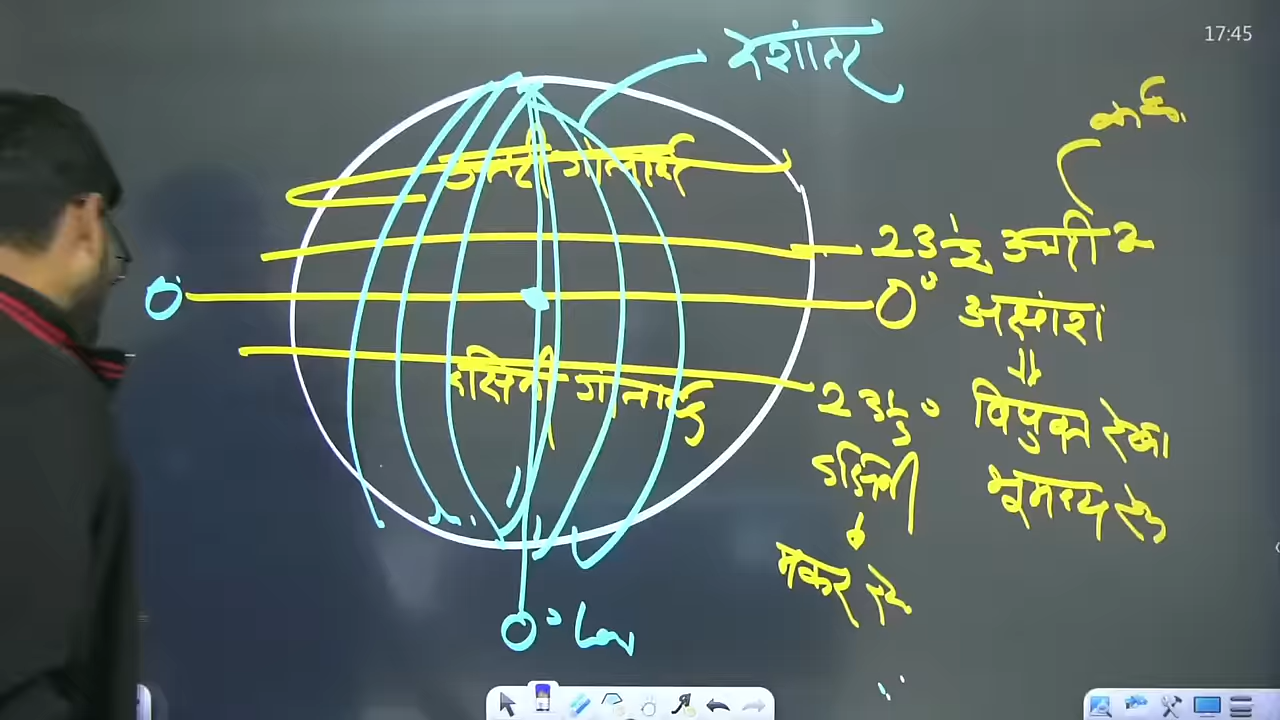 17:45
देशांतर
कर्क
उत्तरी गोलार्द्ध
23½ उत्तरी
0 0° अक्षांश
दक्षिणी गोलार्द्ध
23½° विषुवत रेखा
दक्षिणी भूमध्य रे
मकर रे
0°